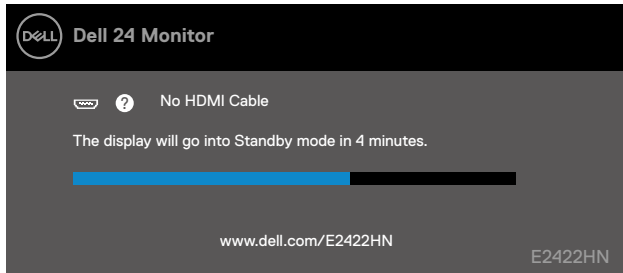 DELL Dell 24 Monitor
? No HDMI Cable
The display will go into Standby mode in 4 minutes.
www.dell.com/E2422HN
E2422HN